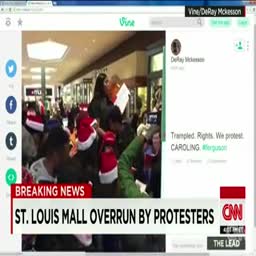 Vine/DeRay Mckesson
Vine
DeRay Mckesson
Trampled. Rights. We protest.
CAROLING. #ferguson
BREAKING NEWS
ST. LOUIS MALL OVERRUN BY PROTESTERS
CNN
THE LEAD